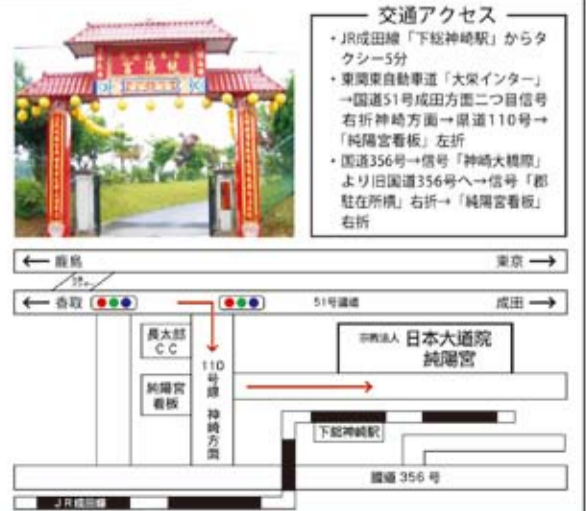 純陽宮
交通アクセス
・JR成田線「下総神崎駅」からタ
クシー5分
・東関東自動車道「大栄インター」
→国道51号成田方面二つ目信号
右折神崎方面→県道110号→
「純陽宮看板」左折
・国道356号→信号「神崎大橋際」
より旧国道356号へ→信号「郡
駐在所横」右折→「純陽宮看板」
右折
← 鹿島
東京 →
← 香取
51号道
成田 →
長太郎
CC
純陽宮
看板
110号線 神崎方面
宗教法人 日本大道院
純陽宮
下総神崎駅
國道 356 号
JR成田線